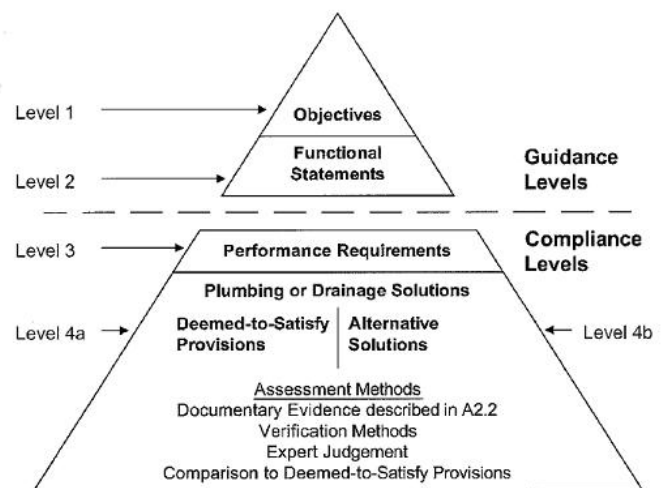 Level 1
Objectives
Functional
Statements
Level 2
Guidance
Levels
Level 3
Performance Requirements
Compliance
Levels
Plumbing or Drainage Solutions
Level 4a
Deemed-to-Satisfy
Provisions
Alternative
Solutions
Level 4b
Assessment Methods
Documentary Evidence described in A2.2
Verification Methods
Expert Judgement
Comparison to Deemed-to-Satisfy Provisions